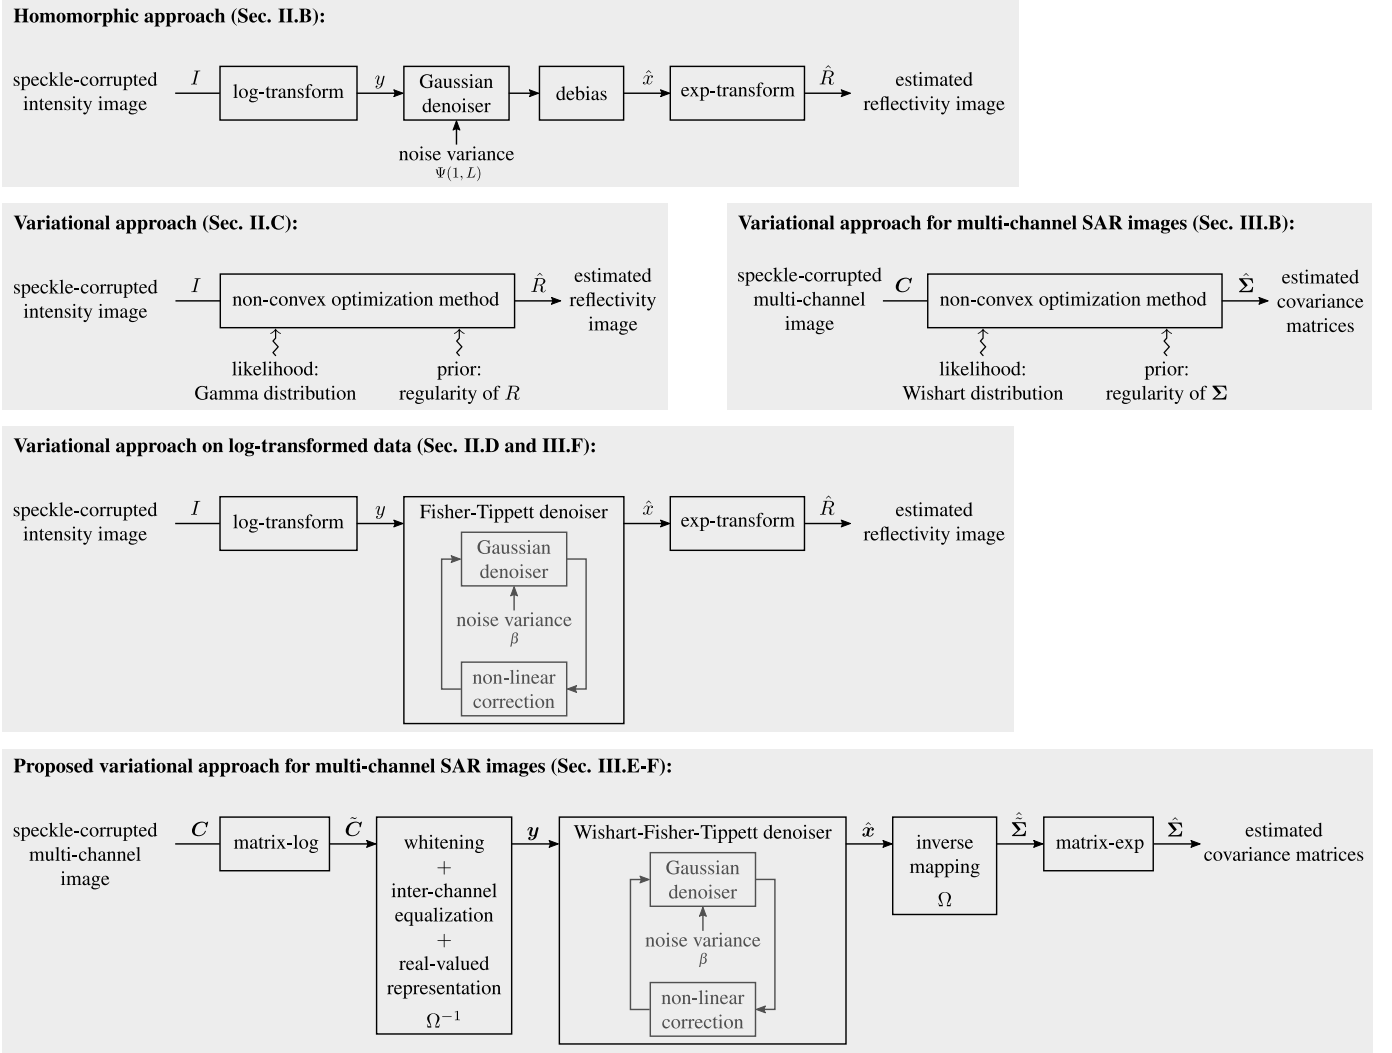 Homomorphic approach (Sec. II.B):
speckle-corrupted
intensity image
I
log-transform
y
Gaussian
denoiser
noise variance
Ψ(1, L)
debias
x̂
exp-transform
R̂
estimated
reflectivity image
Variational approach (Sec. II.C):
speckle-corrupted
intensity image
I
non-convex optimization method
R̂
estimated
reflectivity
image
likelihood:
Gamma distribution
prior:
regularity of R
Variational approach for multi-channel SAR images (Sec. III.B):
speckle-corrupted
multi-channel
image
C
non-convex optimization method
Σ̂
estimated
covariance
matrices
likelihood:
Wishart distribution
prior:
regularity of Σ
Variational approach on log-transformed data (Sec. II.D and III.F):
speckle-corrupted
intensity image
I
log-transform
y
Fisher-Tippett denoiser
Gaussian
denoiser
noise variance
β
non-linear
correction
x̂
exp-transform
R̂
estimated
reflectivity image
Proposed variational approach for multi-channel SAR images (Sec. III.E-F):
speckle-corrupted
multi-channel
image
C
matrix-log
C̃
whitening
+
inter-channel
equalization
+
real-valued
representation
Ω⁻¹
y
Wishart-Fisher-Tippett denoiser
Gaussian
denoiser
noise variance
β
non-linear
correction
x̂
inverse
mapping
Ω
Σ̃̂
matrix-exp
Σ̂
estimated
covariance matrices